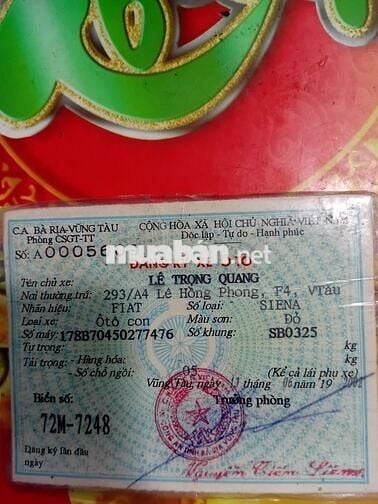 C.A. BÀ RỊA-VŨNG TÀU
Phòng CSGT-TT
CỘNG HÒA XÃ HỘI CHỦ NGHĨA VIỆT NAM
Độc lập - Tự do - Hạnh phúc
Số: A 00056
muaban.net
ĐĂNG KÝ XE Ô TÔ
Tên chủ xe: LÊ TRỌNG QUANG
Nơi thường trú: 293/A4 Lê Hồng Phong, F4, VTàu
Nhãn hiệu: FIAT Số loại: SIENA
Loại xe: Ôtô con Màu sơn: Đỏ
Số máy: 178B70450277476 Số khung: SB0325
Tự trọng: kg
Tải trọng: - Hàng hóa: kg
- Số chỗ ngồi: 05 (Kể cả lái phụ xe)
Vũng Tàu, ngày 13 tháng 06 năm 19
Biển số: Trưởng phòng
72M-7248
Đăng ký lần đầu
ngày